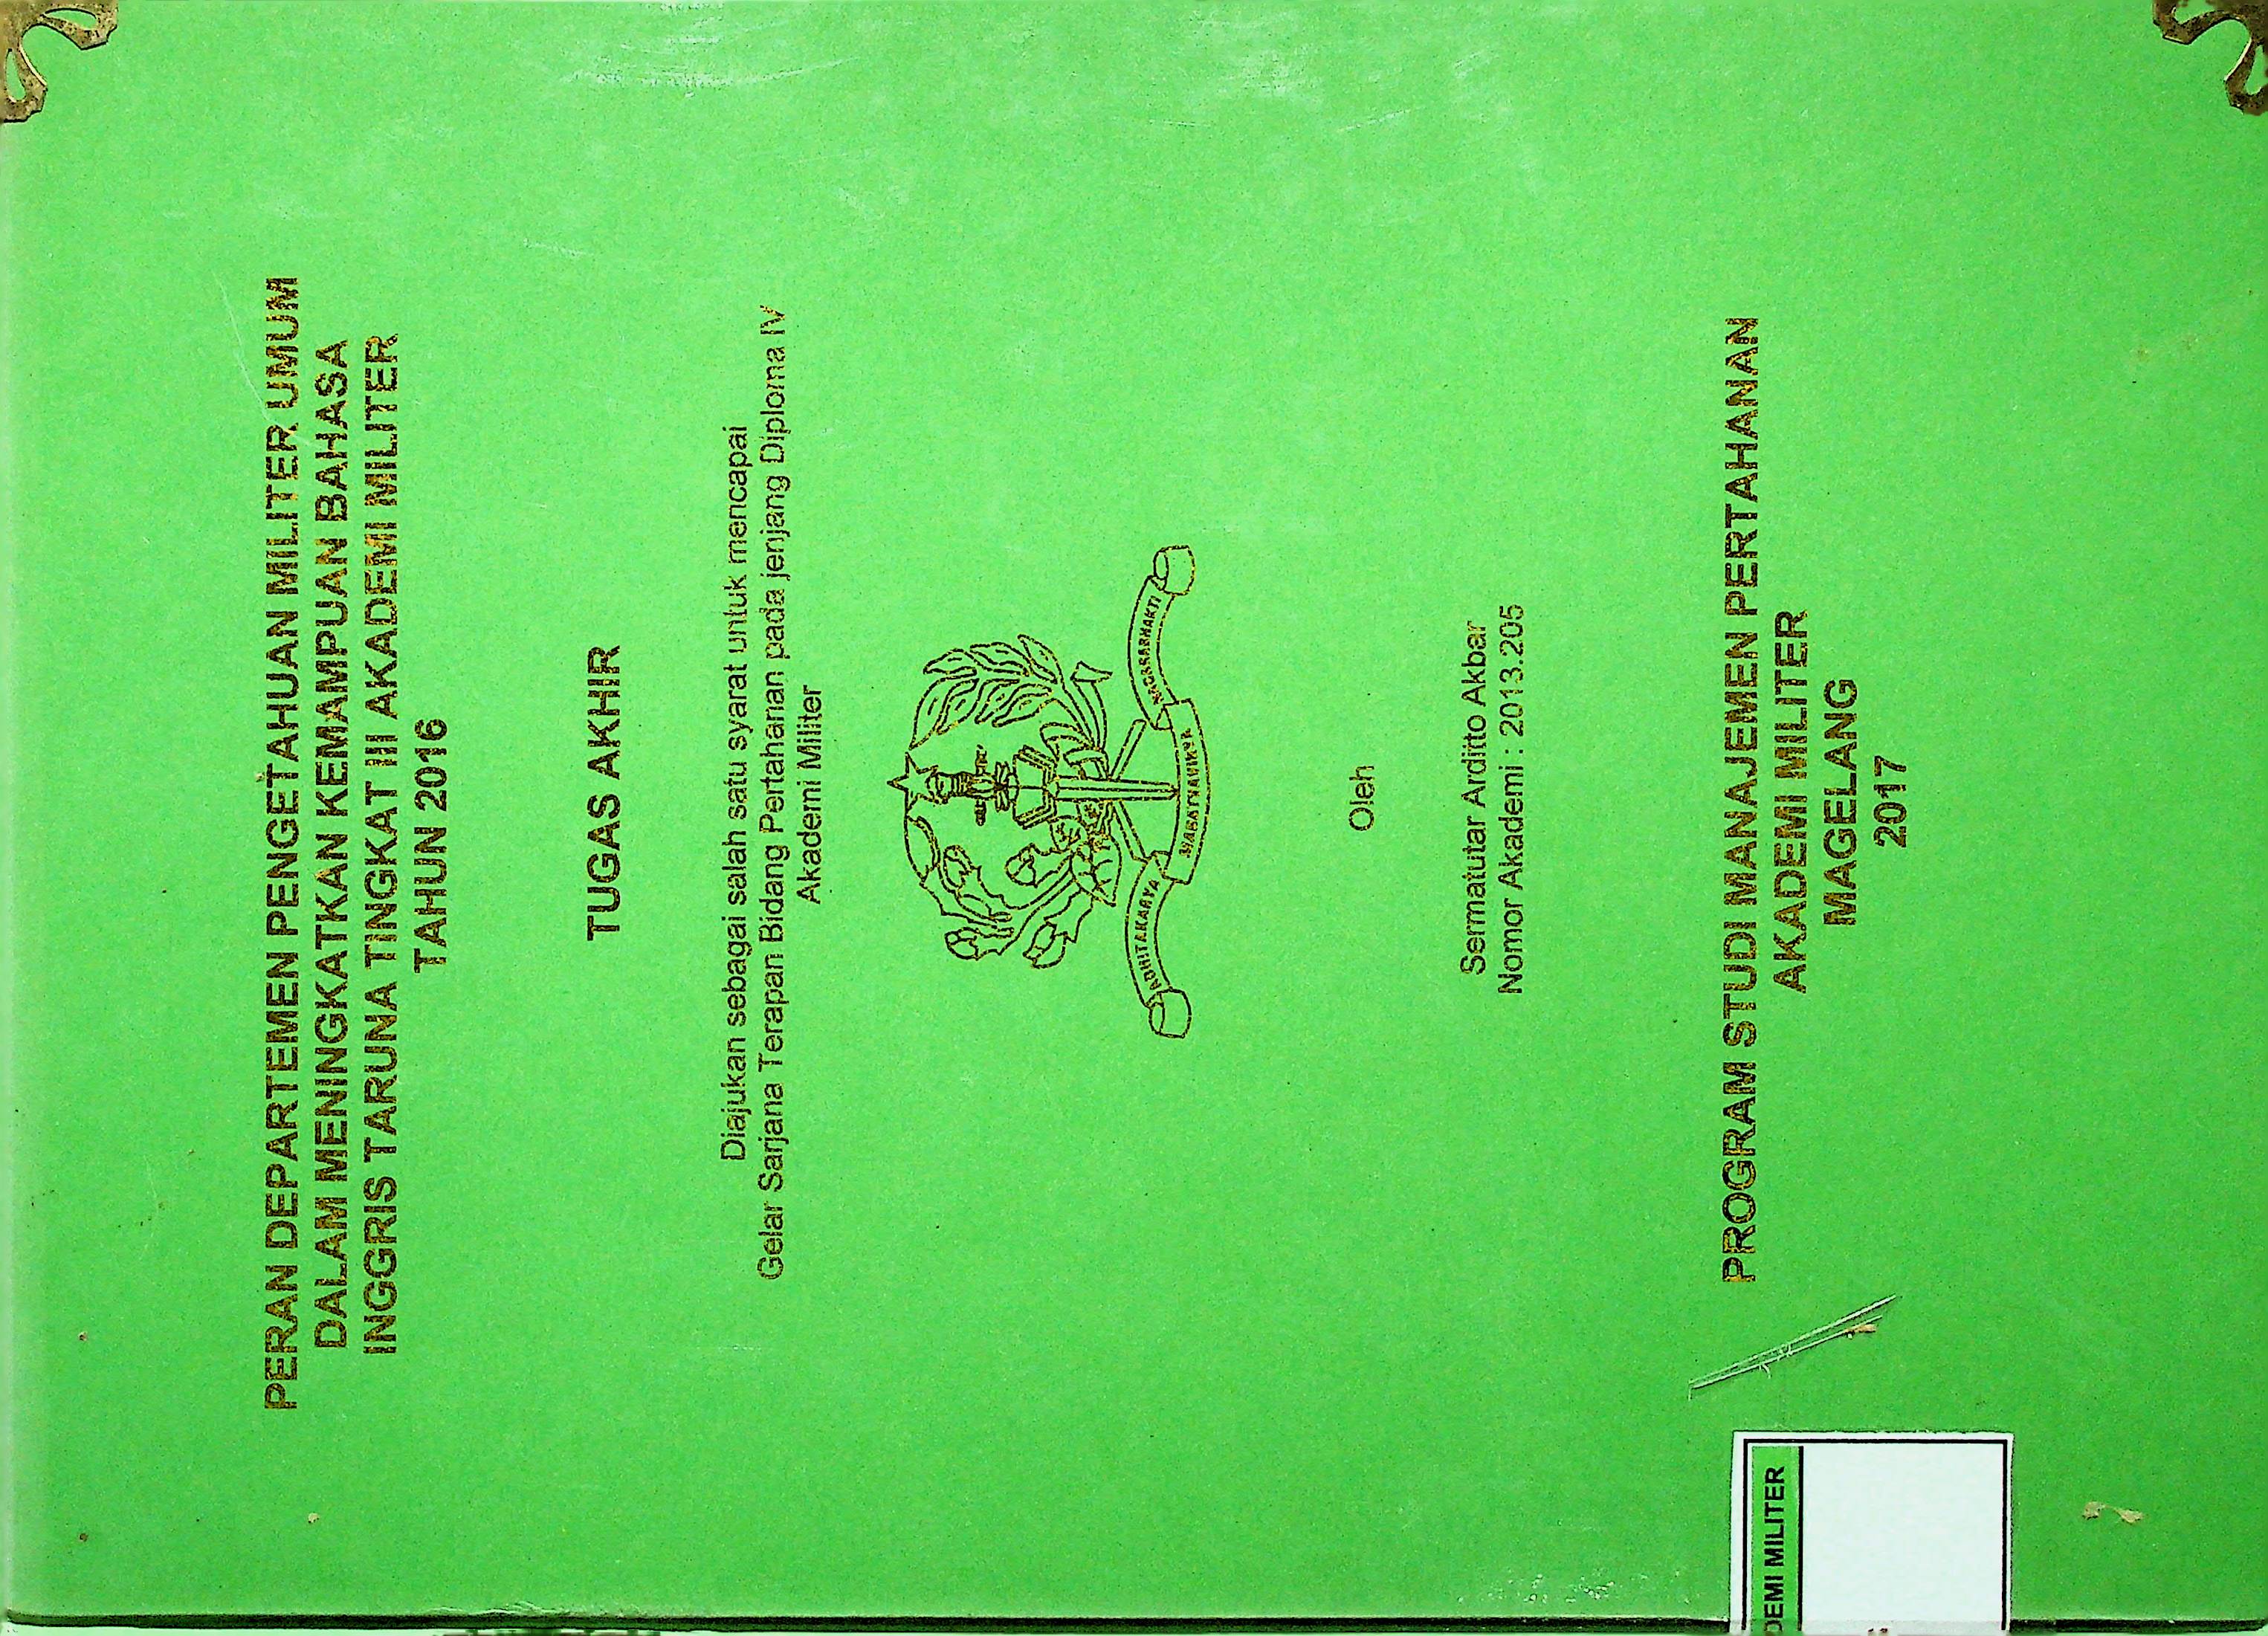 PERAN DEPARTEMEN PENGETAHUAN MILITER UMUM
DALAM MENINGKATKAN KEMAMPUAN BAHASA
INGGRIS TARUNA TINGKAT III AKADEMI MILITER
TAHUN 2016
TUGAS AKHIR
Diajukan sebagai salah satu syarat untuk mencapai
Gelar Sarjana Terapan Bidang Pertahanan pada jenjang Diploma IV
Akademi Militer
ADHITAKARYA
NAGARABHAKTI
Oleh
Sermatutar Arditto Akbar
Nomor Akademi : 2013.205
PROGRAM STUDI MANAJEMEN PERTAHANAN
AKADEMI MILITER
MAGELANG
2017
DEMI MILITER